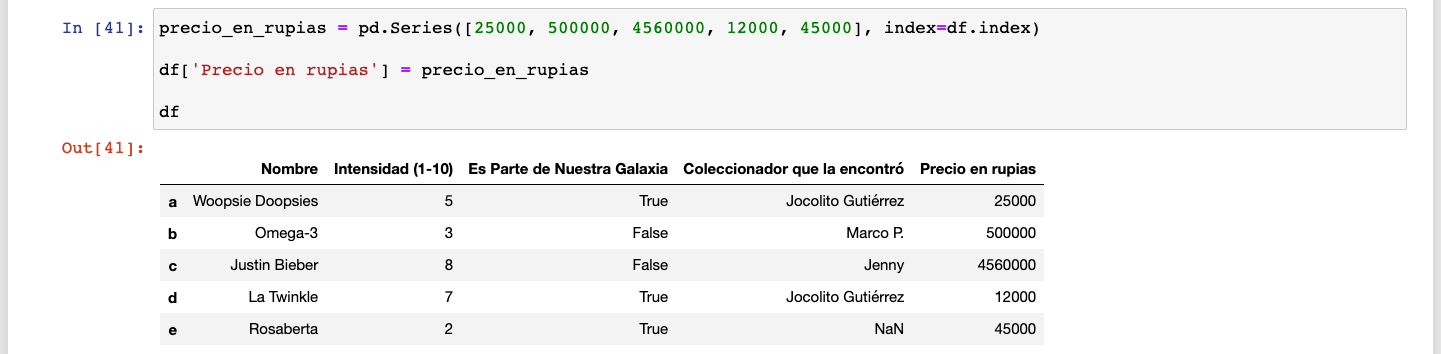 In [41]: precio_en_rupias = pd.Series([25000, 500000, 4560000, 12000, 45000], index=df.index)
df['Precio en rupias'] = precio_en_rupias
df
Out[41]:
Nombre Intensidad (1-10) Es Parte de Nuestra Galaxia Coleccionador que la encontró Precio en rupias
a Woopsie Doopsies 5 True Jocolito Gutiérrez 25000
b Omega-3 3 False Marco P. 500000
c Justin Bieber 8 False Jenny 4560000
d La Twinkle 7 True Jocolito Gutiérrez 12000
e Rosaberta 2 True NaN 45000